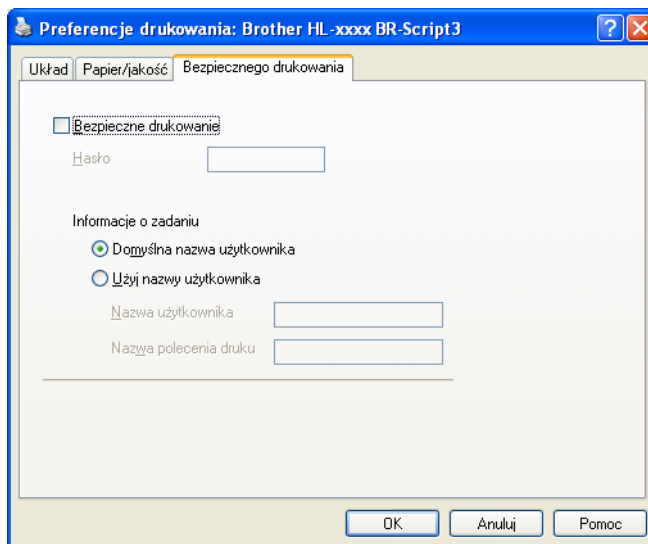 Preferencje drukowania: Brother HL-xxxx BR-Script3
Układ Papier/jakość Bezpiecznego drukowania
Bezpieczne drukowanie
Hasło
Informacje o zadaniu
Domyślna nazwa użytkownika
Użyj nazwy użytkownika
Nazwa użytkownika
Nazwa polecenia druku
OK Anuluj Pomoc